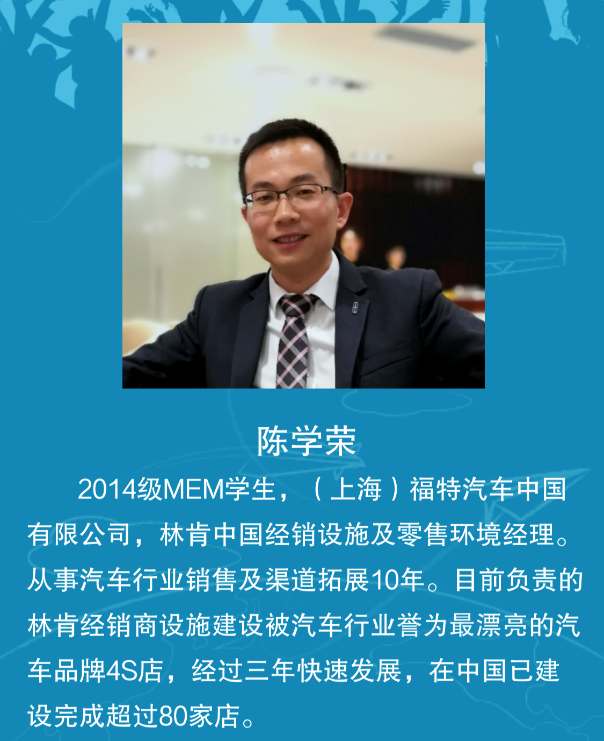 陈学荣
2014级MEM学生，（上海）福特汽车中国
有限公司，林肯中国经销设施及零售环境经理。
从事汽车行业销售及渠道拓展10年。目前负责的
林肯经销商设施建设被汽车行业誉为最漂亮的汽
车品牌4S店，经过三年快速发展，在中国已建
设完成超过80家店。